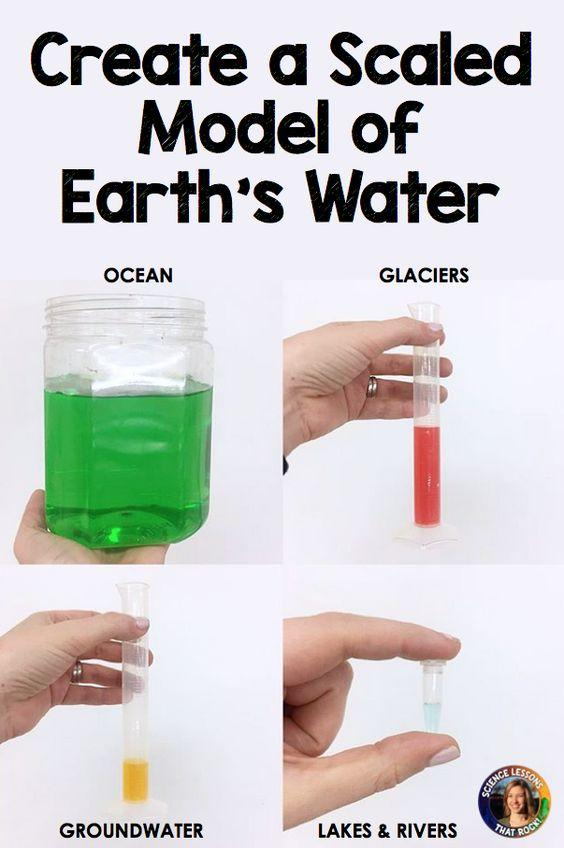 Create a Scaled
Model of
Earth's Water
OCEAN
GLACIERS
GROUNDWATER
LAKES & RIVERS
SCIENCE LESSONS
THAT ROCK!